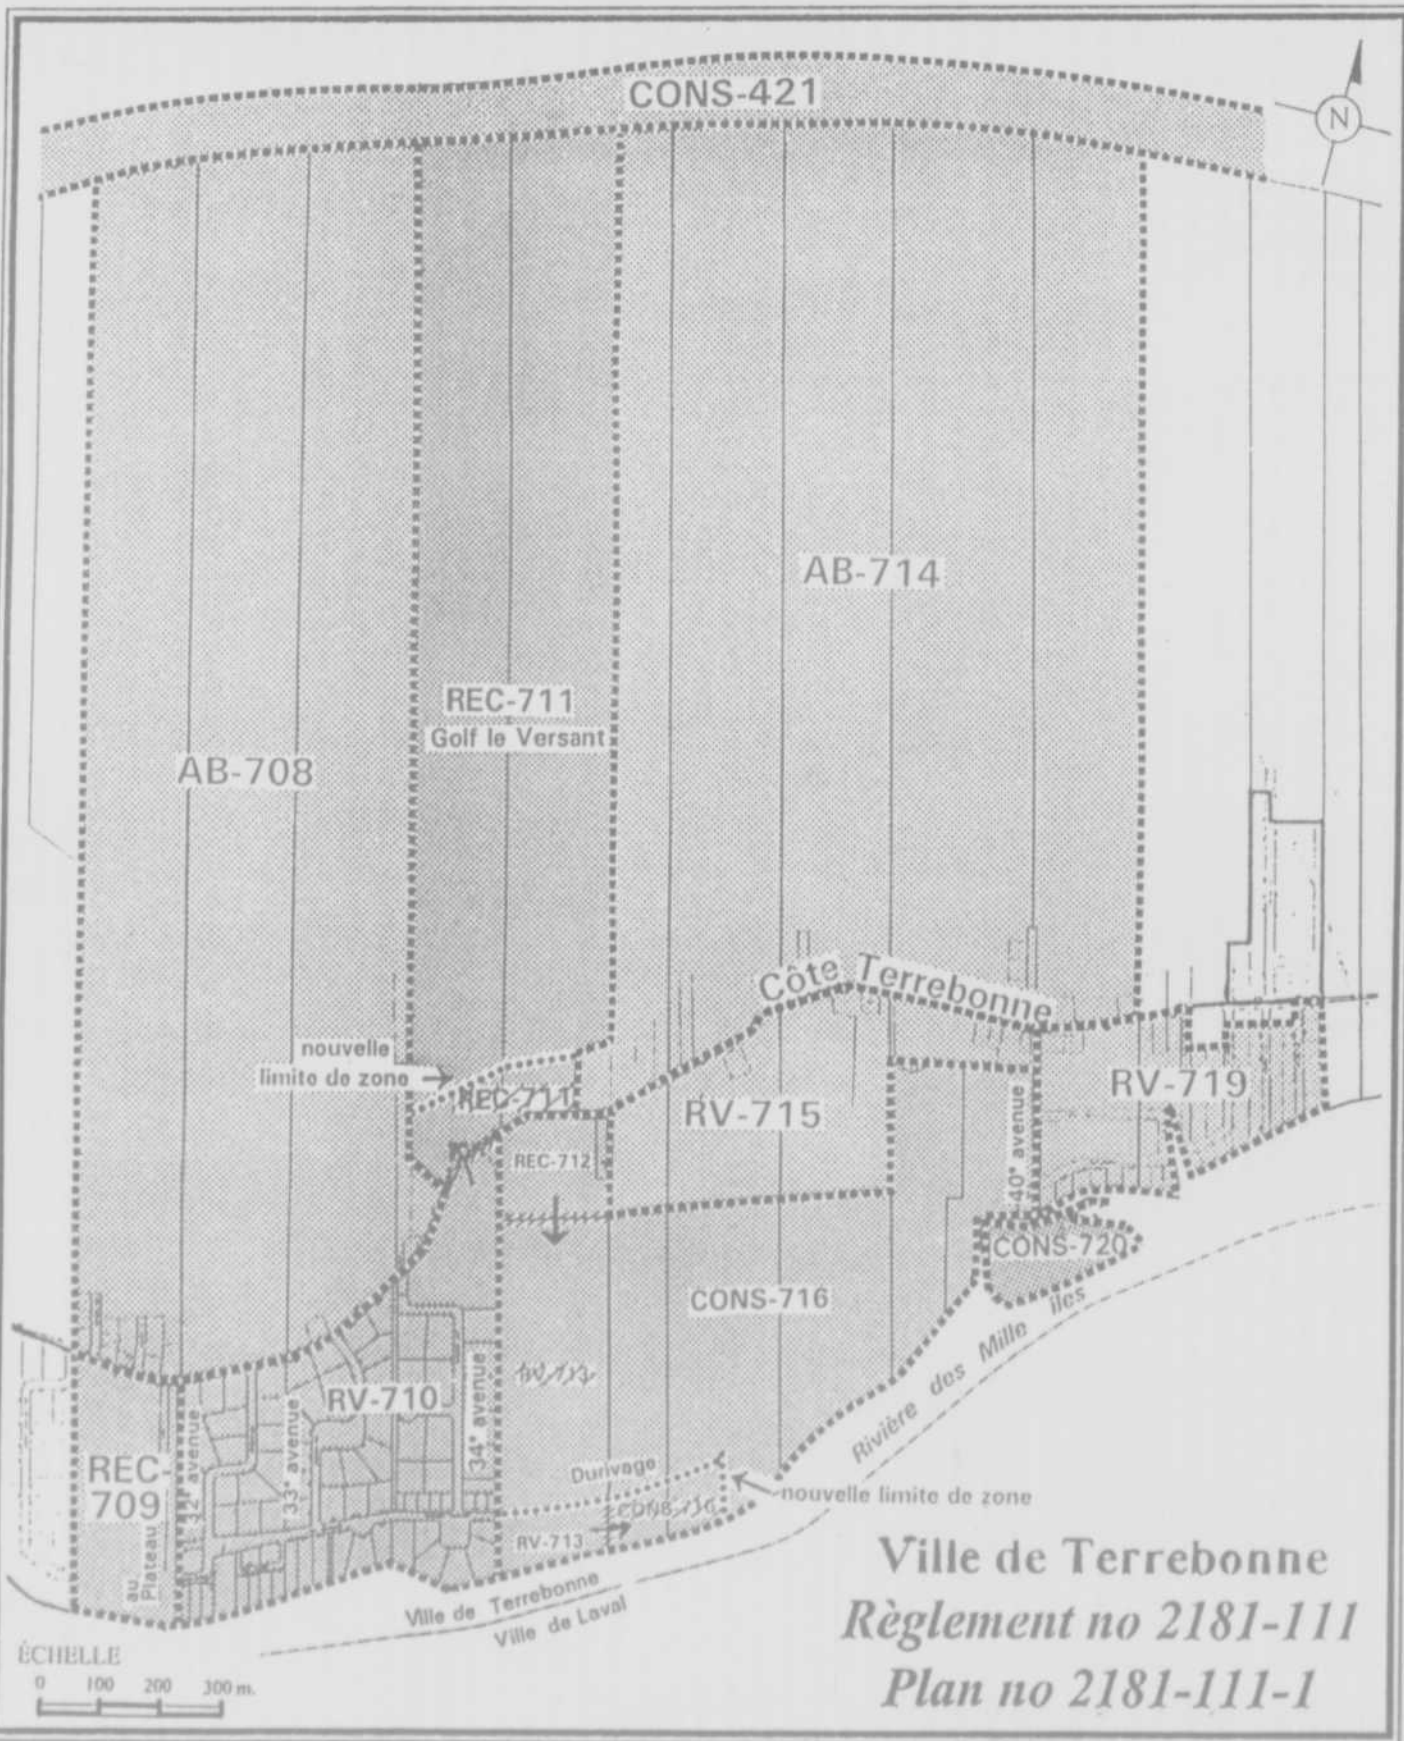 CONS-421
N
AB-714
REC-711
Golf le Versant
AB-708
Côte Terrebonne
nouvelle
limite de zone
REC-711
RV-719
RV-715
40e avenue
REC-712
CONS-720
CONS-716
Rivière des Mille îles
RV-710
34e avenue
33e avenue
32e avenue
REC-
709
au
Plateau
Durivage
CONS-716
nouvelle limite de zone
RV-713
Ville de Terrebonne
Ville de Laval
Ville de Terrebonne
Règlement no 2181-111
Plan no 2181-111-1
ÉCHELLE
0 100 200 300 m.